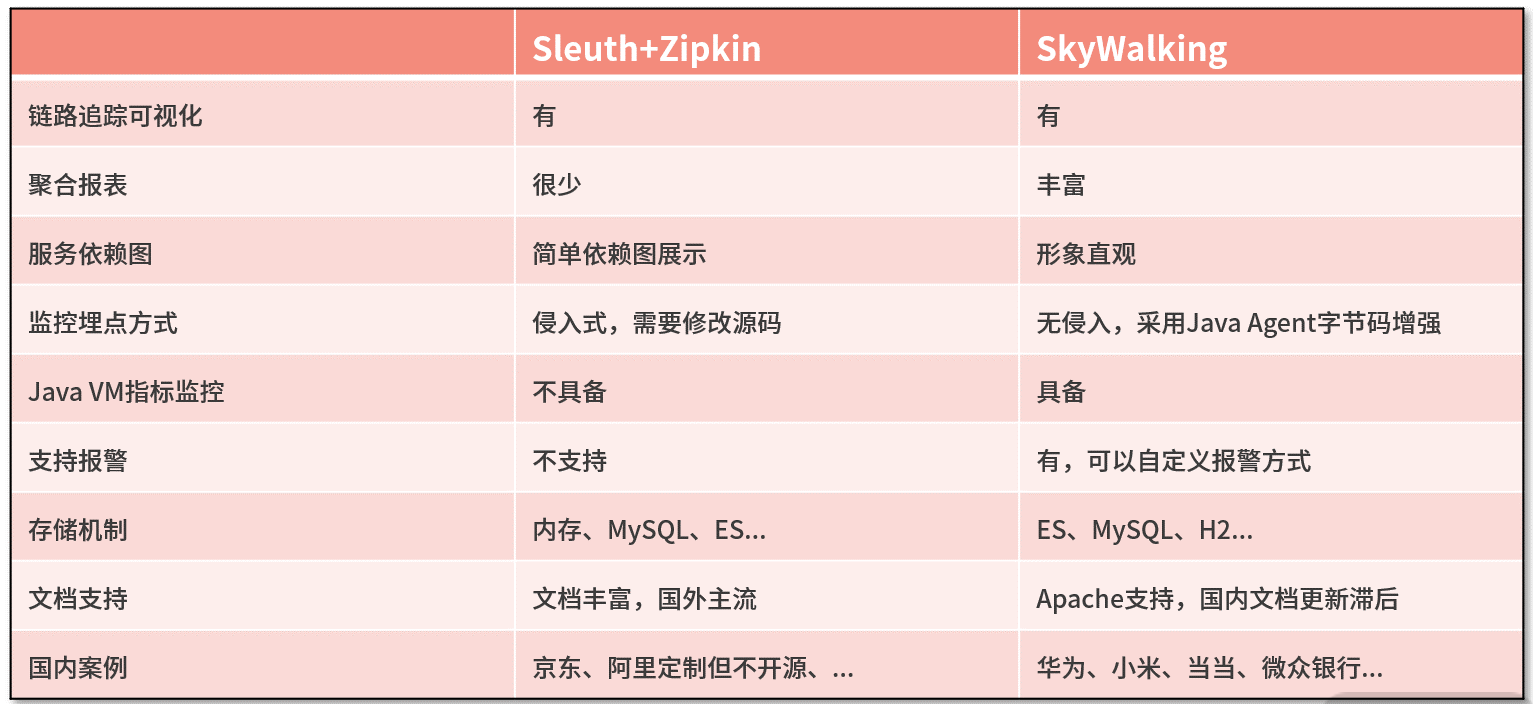 Sleuth+Zipkin SkyWalking
链路追踪可视化 有 有
聚合报表 很少 丰富
服务依赖图 简单依赖图展示 形象直观
监控埋点方式 侵入式，需要修改源码 无侵入，采用Java Agent字节码增强
Java VM指标监控 不具备 具备
支持报警 不支持 有，可以自定义报警方式
存储机制 内存、MySQL、ES... ES、MySQL、H2...
文档支持 文档丰富，国外主流 Apache支持，国内文档更新滞后
国内案例 京东、阿里定制但不开源、... 华为、小米、当当、微众银行...